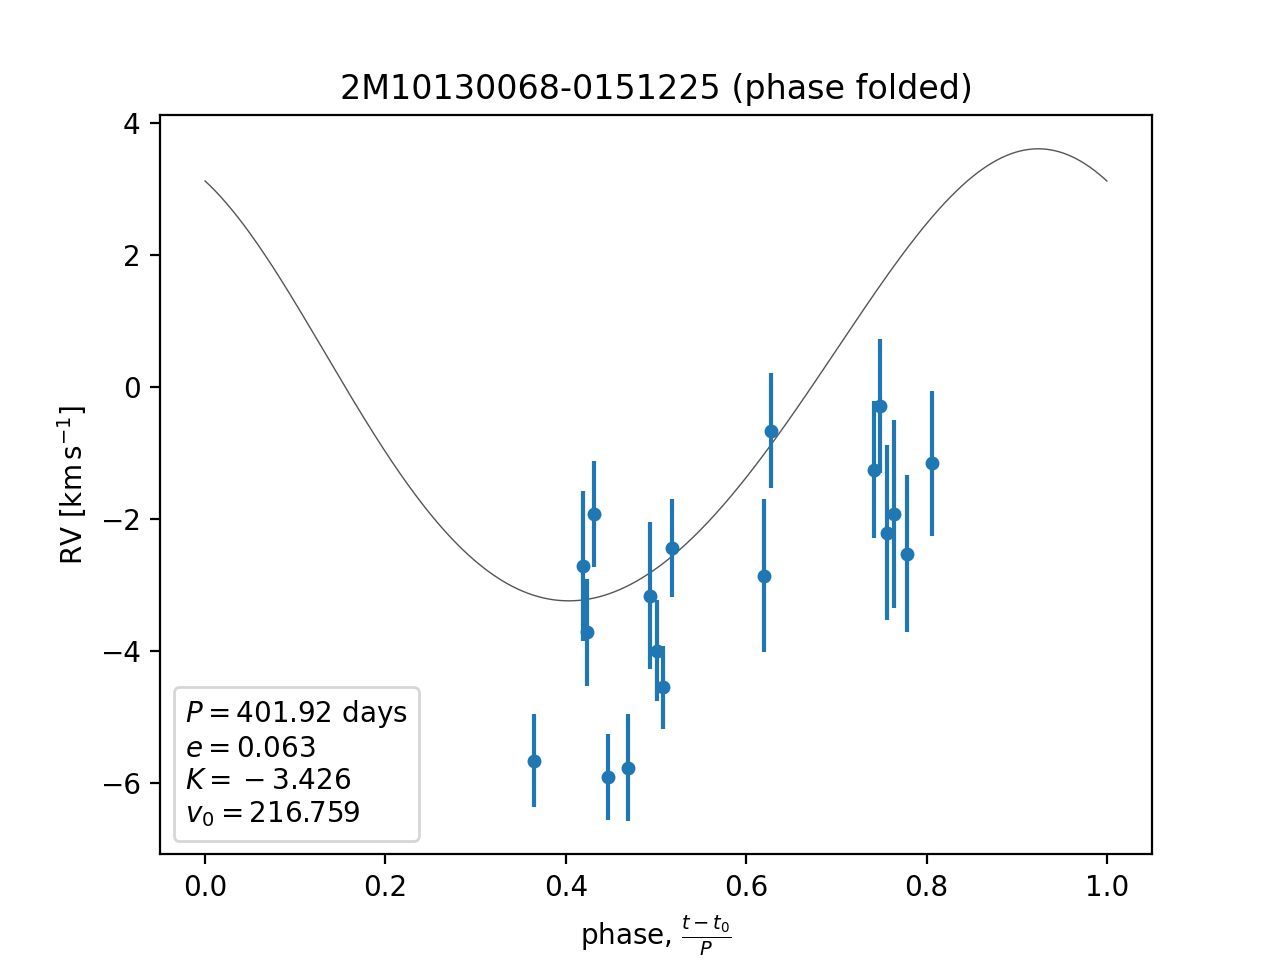 2M10130068-0151225 (phase folded)
4
2
0
−2
−4
−6
RV [km s⁻¹]
P = 401.92 days
e = 0.063
K = − 3.426
v₀ = 216.759
0.0 0.2 0.4 0.6 0.8 1.0
phase, (t − t₀)/P